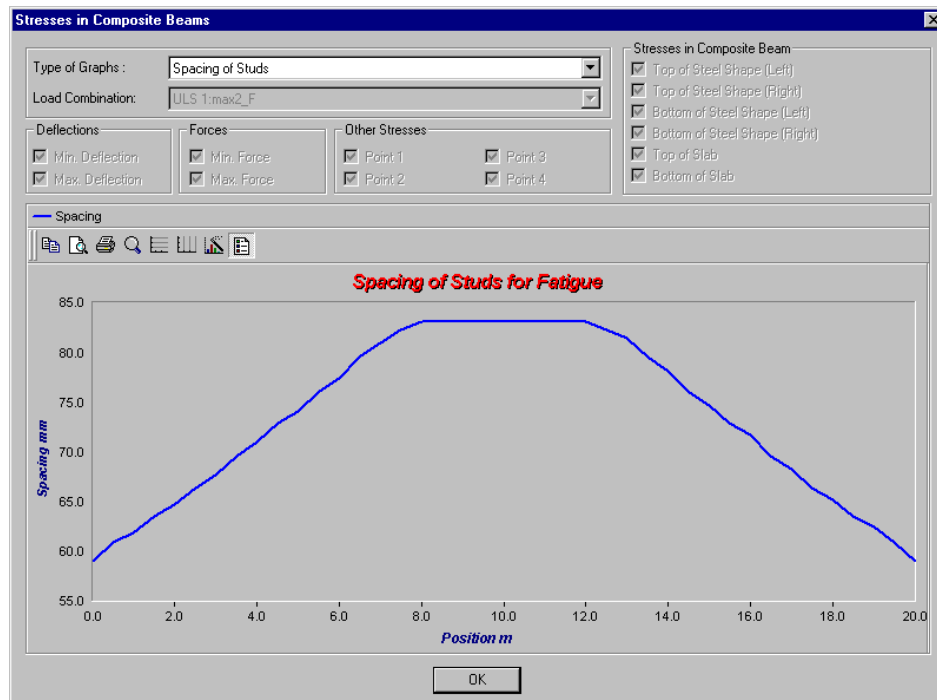 Stresses in Composite Beams
Type of Graphs :
Spacing of Studs
Load Combination:
ULS 1:max2_F
Deflections
Min. Deflection
Max. Deflection
Forces
Min. Force
Max. Force
Other Stresses
Point 1
Point 3
Point 2
Point 4
Stresses in Composite Beam
Top of Steel Shape (Left)
Top of Steel Shape (Right)
Bottom of Steel Shape (Left)
Bottom of Steel Shape (Right)
Top of Slab
Bottom of Slab
Spacing
Spacing of Studs for Fatigue
85.0
80.0
75.0
70.0
65.0
60.0
55.0
Spacing mm
0.0 2.0 4.0 6.0 8.0 10.0 12.0 14.0 16.0 18.0 20.0
Position m
OK